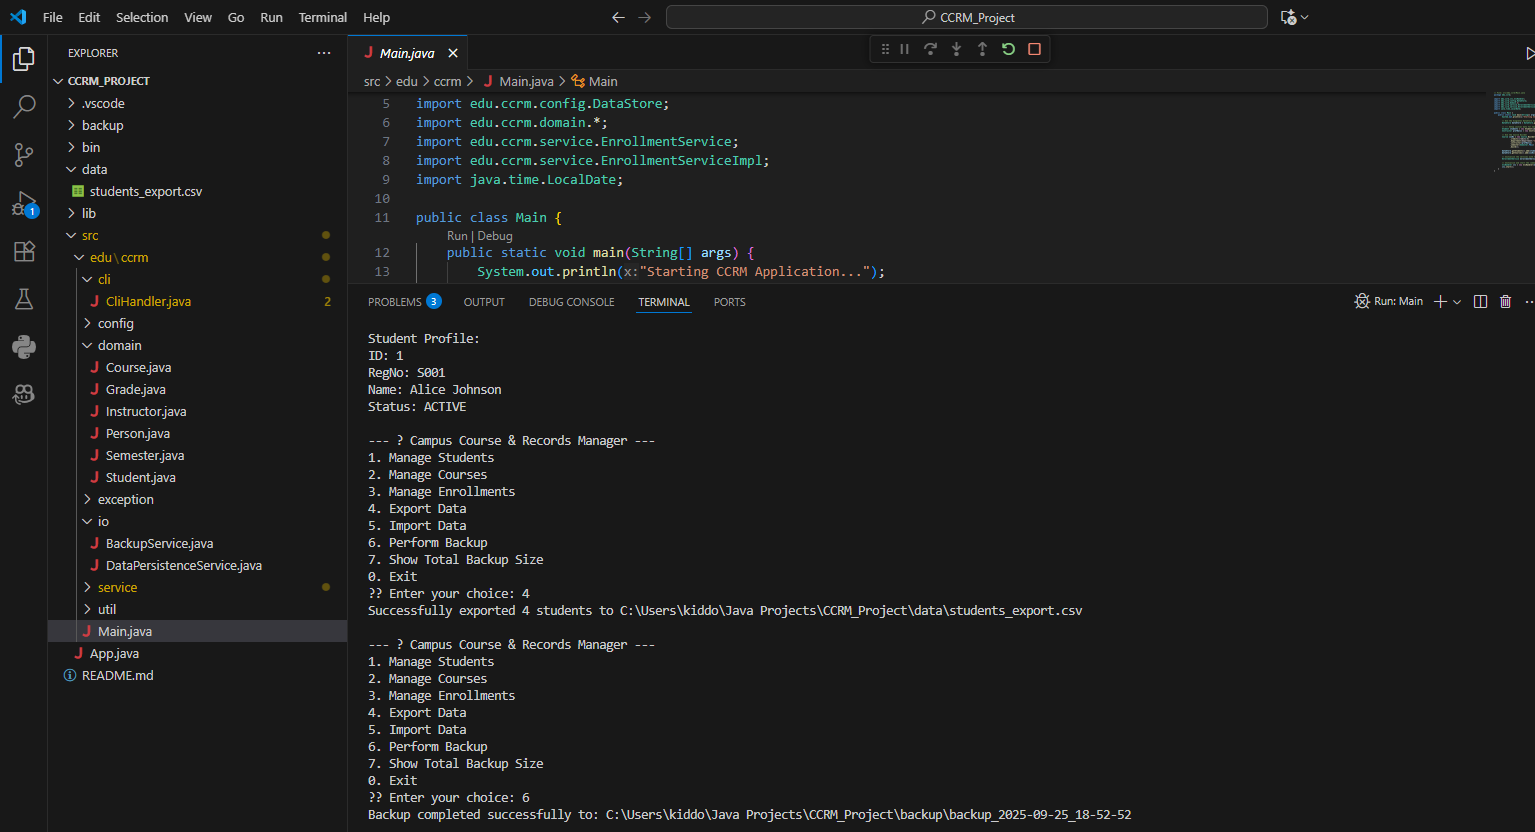 File Edit Selection View Go Run Terminal Help
CCRM_Project
EXPLORER
CCRM_PROJECT
.vscode
backup
bin
data
students_export.csv
lib
src
edu\ccrm
cli
CliHandler.java 2
config
domain
Course.java
Grade.java
Instructor.java
Person.java
Semester.java
Student.java
exception
io
BackupService.java
DataPersistenceService.java
service
util
Main.java
App.java
README.md
1
Main.java
src > edu > ccrm > Main.java > Main
5 import edu.ccrm.config.DataStore;
6 import edu.ccrm.domain.*;
7 import edu.ccrm.service.EnrollmentService;
8 import edu.ccrm.service.EnrollmentServiceImpl;
9 import java.time.LocalDate;
10
11 public class Main {
Run | Debug
12 public static void main(String[] args) {
13 System.out.println(x:"Starting CCRM Application...");
PROBLEMS 3 OUTPUT DEBUG CONSOLE TERMINAL PORTS
Run: Main
Student Profile:
ID: 1
RegNo: S001
Name: Alice Johnson
Status: ACTIVE
--- ? Campus Course & Records Manager ---
1. Manage Students
2. Manage Courses
3. Manage Enrollments
4. Export Data
5. Import Data
6. Perform Backup
7. Show Total Backup Size
0. Exit
?? Enter your choice: 4
Successfully exported 4 students to C:\Users\kiddo\Java Projects\CCRM_Project\data\students_export.csv
--- ? Campus Course & Records Manager ---
1. Manage Students
2. Manage Courses
3. Manage Enrollments
4. Export Data
5. Import Data
6. Perform Backup
7. Show Total Backup Size
0. Exit
?? Enter your choice: 6
Backup completed successfully to: C:\Users\kiddo\Java Projects\CCRM_Project\backup\backup_2025-09-25_18-52-52